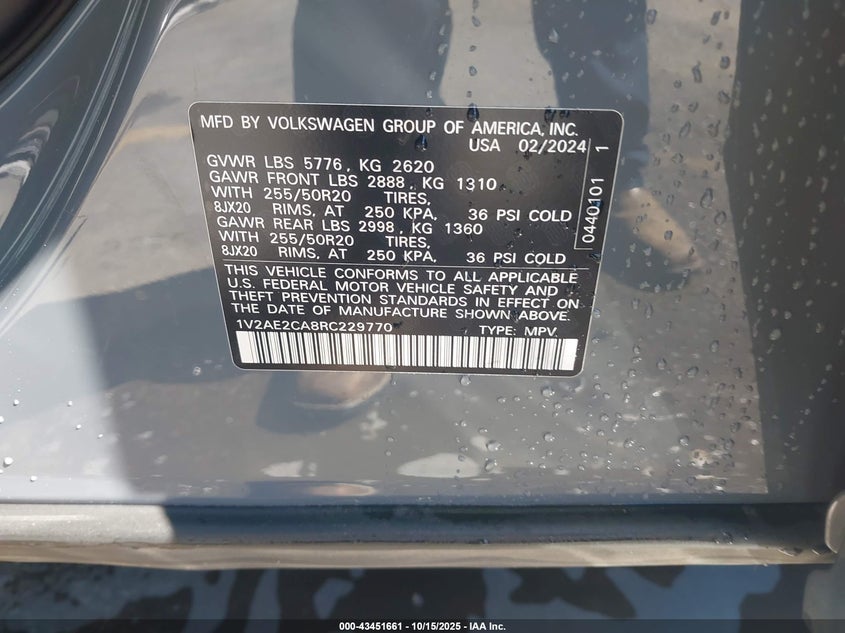 MFD BY VOLKSWAGEN GROUP OF AMERICA, INC.
USA 02/2024
GVWR LBS 5776, KG 2620
GAWR FRONT LBS 2888, KG 1310
WITH 255/50R20 TIRES,
8JX20 RIMS, AT 250 KPA, 36 PSI COLD
GAWR REAR LBS 2998, KG 1360
WITH 255/50R20 TIRES,
8JX20 RIMS, AT 250 KPA, 36 PSI COLD
0440101 1
THIS VEHICLE CONFORMS TO ALL APPLICABLE
U.S. FEDERAL MOTOR VEHICLE SAFETY AND
THEFT PREVENTION STANDARDS IN EFFECT ON
THE DATE OF MANUFACTURE SHOWN ABOVE.
1V2AE2CA8RC229770 TYPE: MPV
000-43451661 - 10/15/2025 - ©IAA Inc.